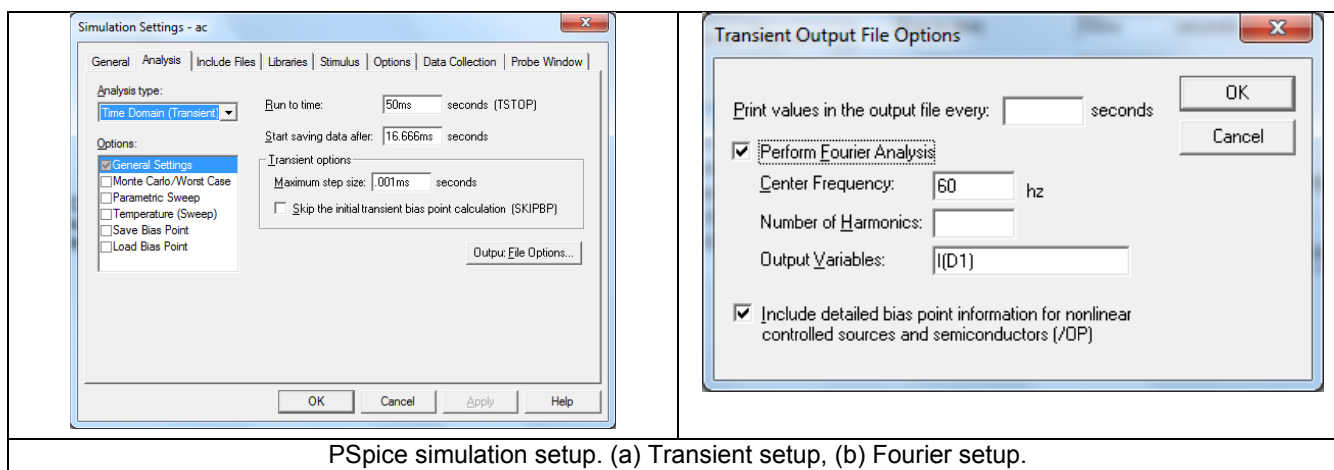 Simulation Settings - ac
General Analysis Include Files Libraries Stimulus Options Data Collection Probe Window
Analysis type:
Time Domain (Transient)
Options:
General Settings
Monte Carlo/Worst Case
Parametric Sweep
Temperature (Sweep)
Save Bias Point
Load Bias Point
Run to time: 50ms seconds (TSTOP)
Start saving data after: 16.666ms seconds
Transient options
Maximum step size: .001ms seconds
Skip the initial transient bias point calculation (SKIPBP)
Output File Options...
OK Cancel Apply Help
Transient Output File Options
Print values in the output file every: seconds
Perform Fourier Analysis
Center Frequency: 60 hz
Number of Harmonics:
Output Variables: I(D1)
Include detailed bias point information for nonlinear
controlled sources and semiconductors (/OP)
OK
Cancel
PSpice simulation setup. (a) Transient setup, (b) Fourier setup.